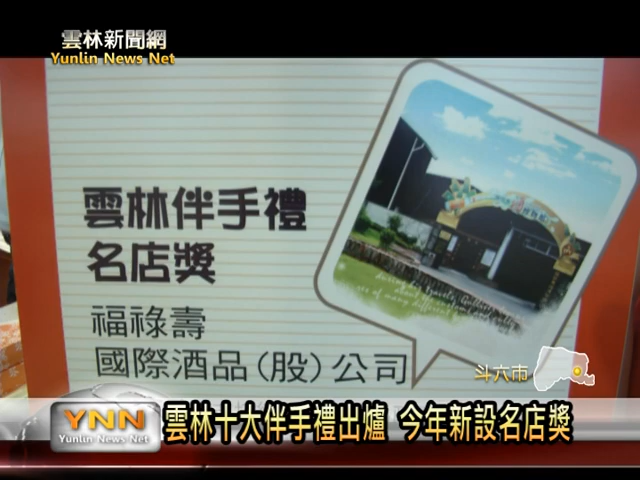 雲林新聞網
Yunlin News Net
雲林伴手禮
名店獎
福祿壽
國際酒品(股)公司
斗六市
YNN
Yunlin News Net
雲林十大伴手禮出爐 今年新設名店獎